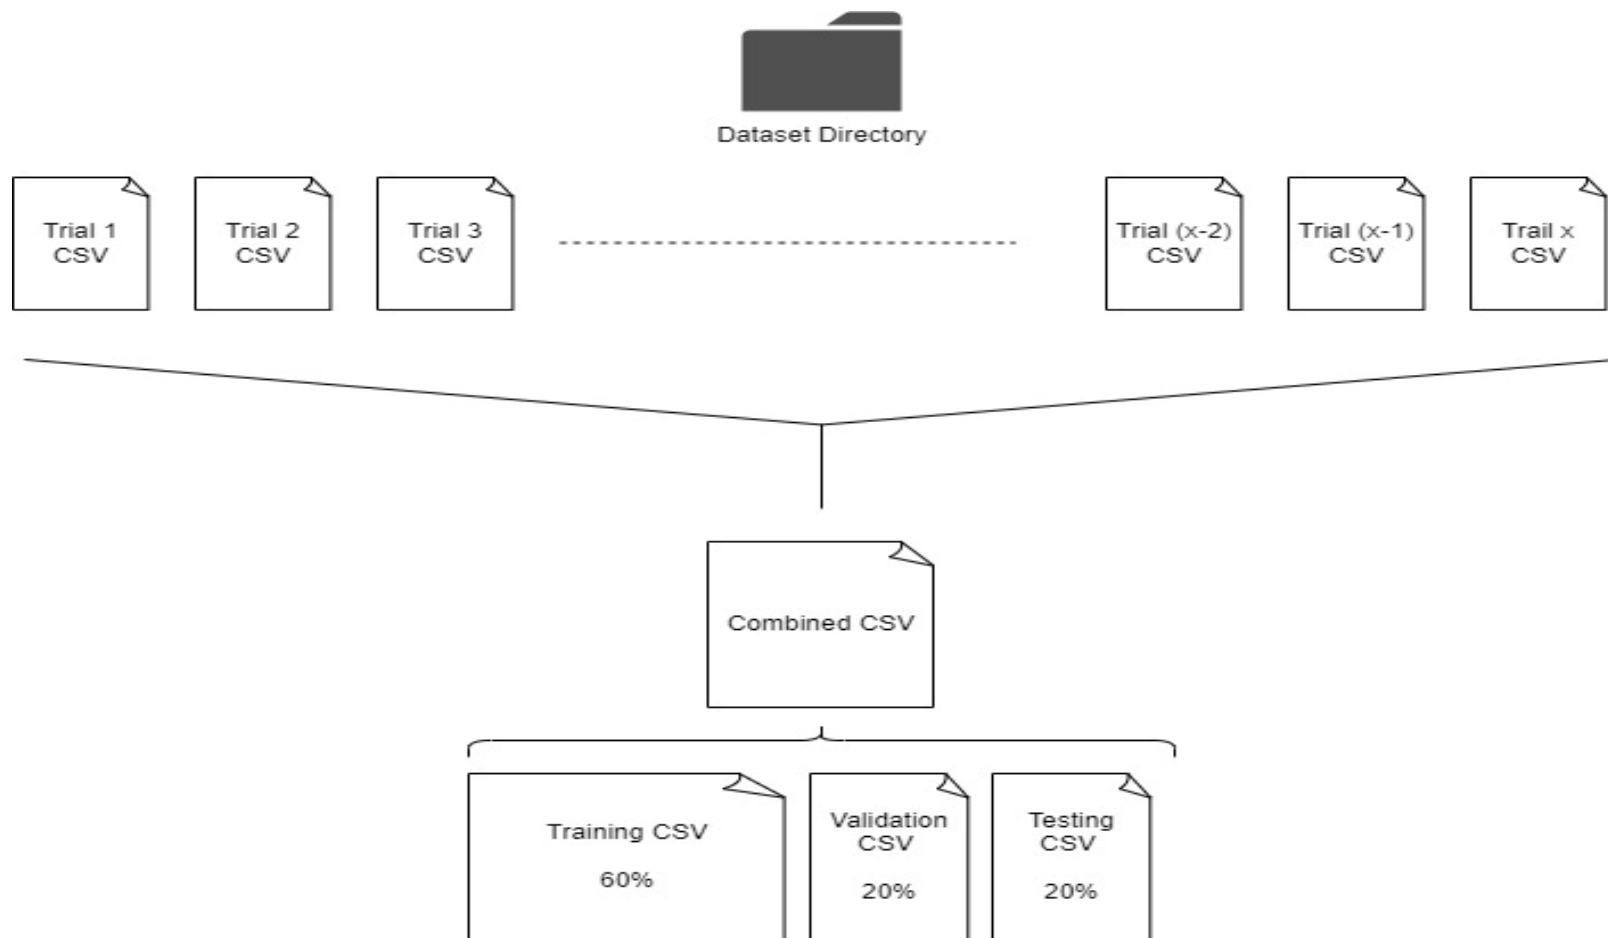 Dataset Directory
Trial 1
CSV
Trial 2
CSV
Trial 3
CSV
Trial (x-2)
CSV
Trial (x-1)
CSV
Trail x
CSV
Combined CSV
Training CSV
60%
Validation
CSV
20%
Testing
CSV
20%